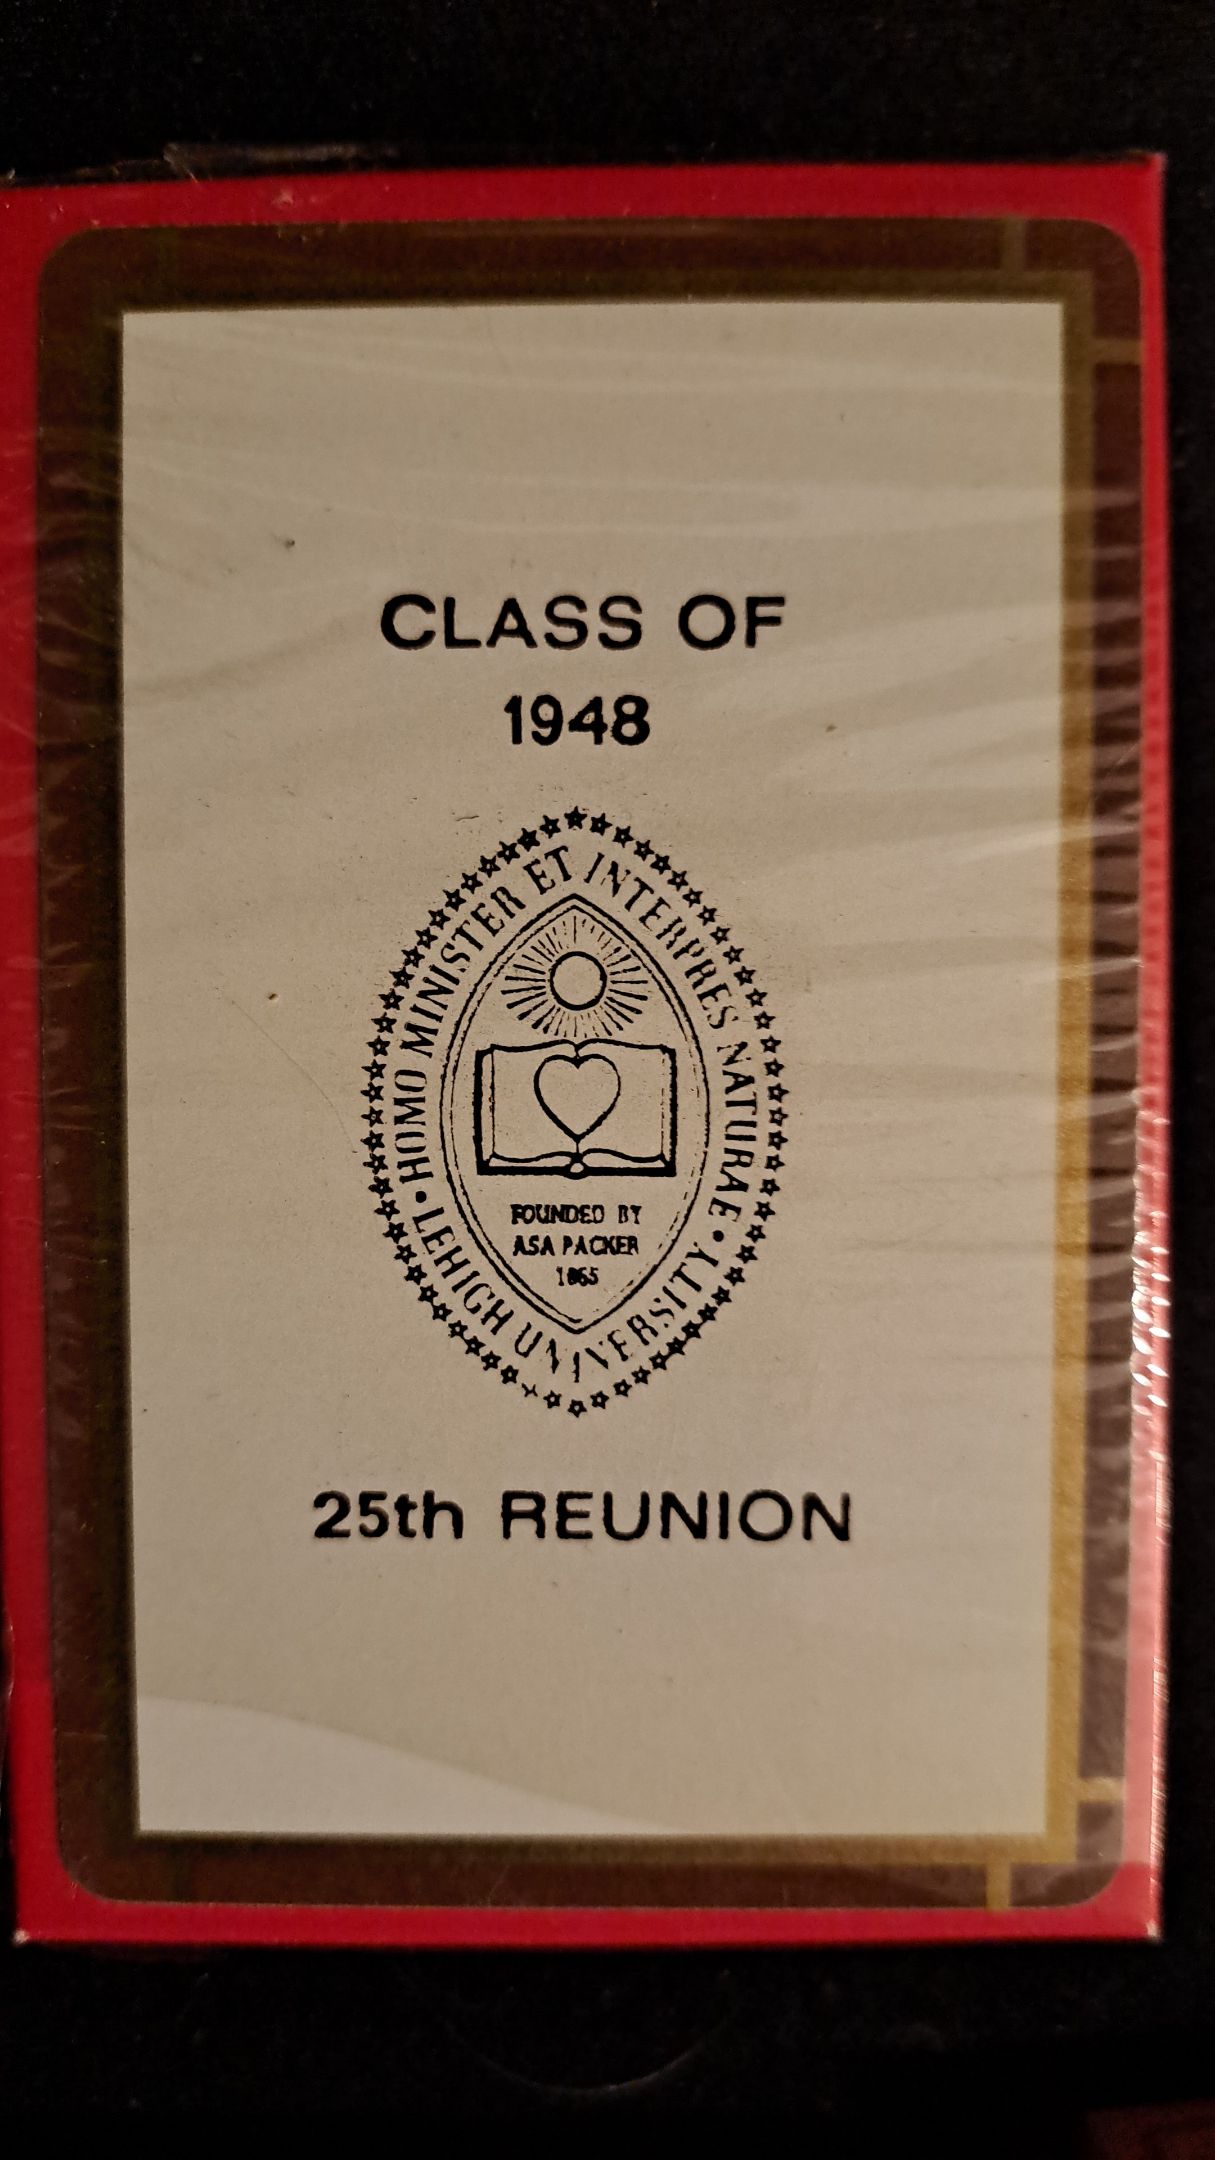 CLASS OF
1948
HOMO MINISTER ET INTERPRES NATURAE •
LEHIGH UNIVERSITY •
FOUNDED BY
ASA PACKER
1865
25th REUNION